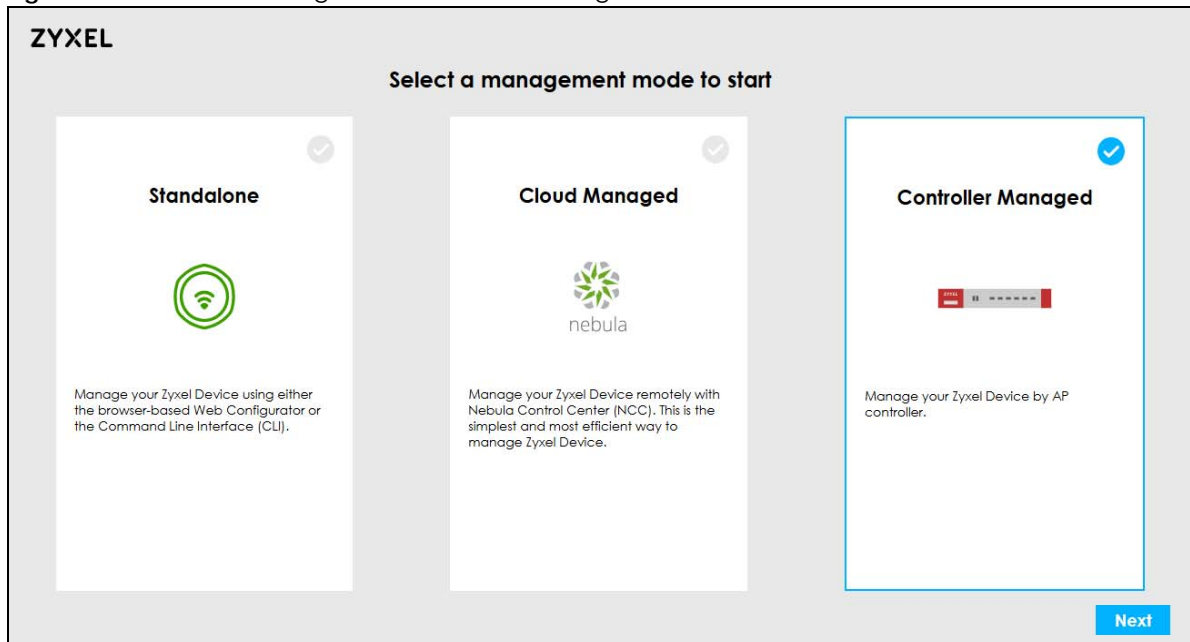 ZYXEL
Select a management mode to start
Standalone
Manage your Zyxel Device using either
the browser-based Web Configurator or
the Command Line Interface (CLI).
Cloud Managed
nebula
Manage your Zyxel Device remotely with
Nebula Control Center (NCC). This is the
simplest and most efficient way to
manage Zyxel Device.
Controller Managed
ZYXEL
Manage your Zyxel Device by AP
controller.
Next